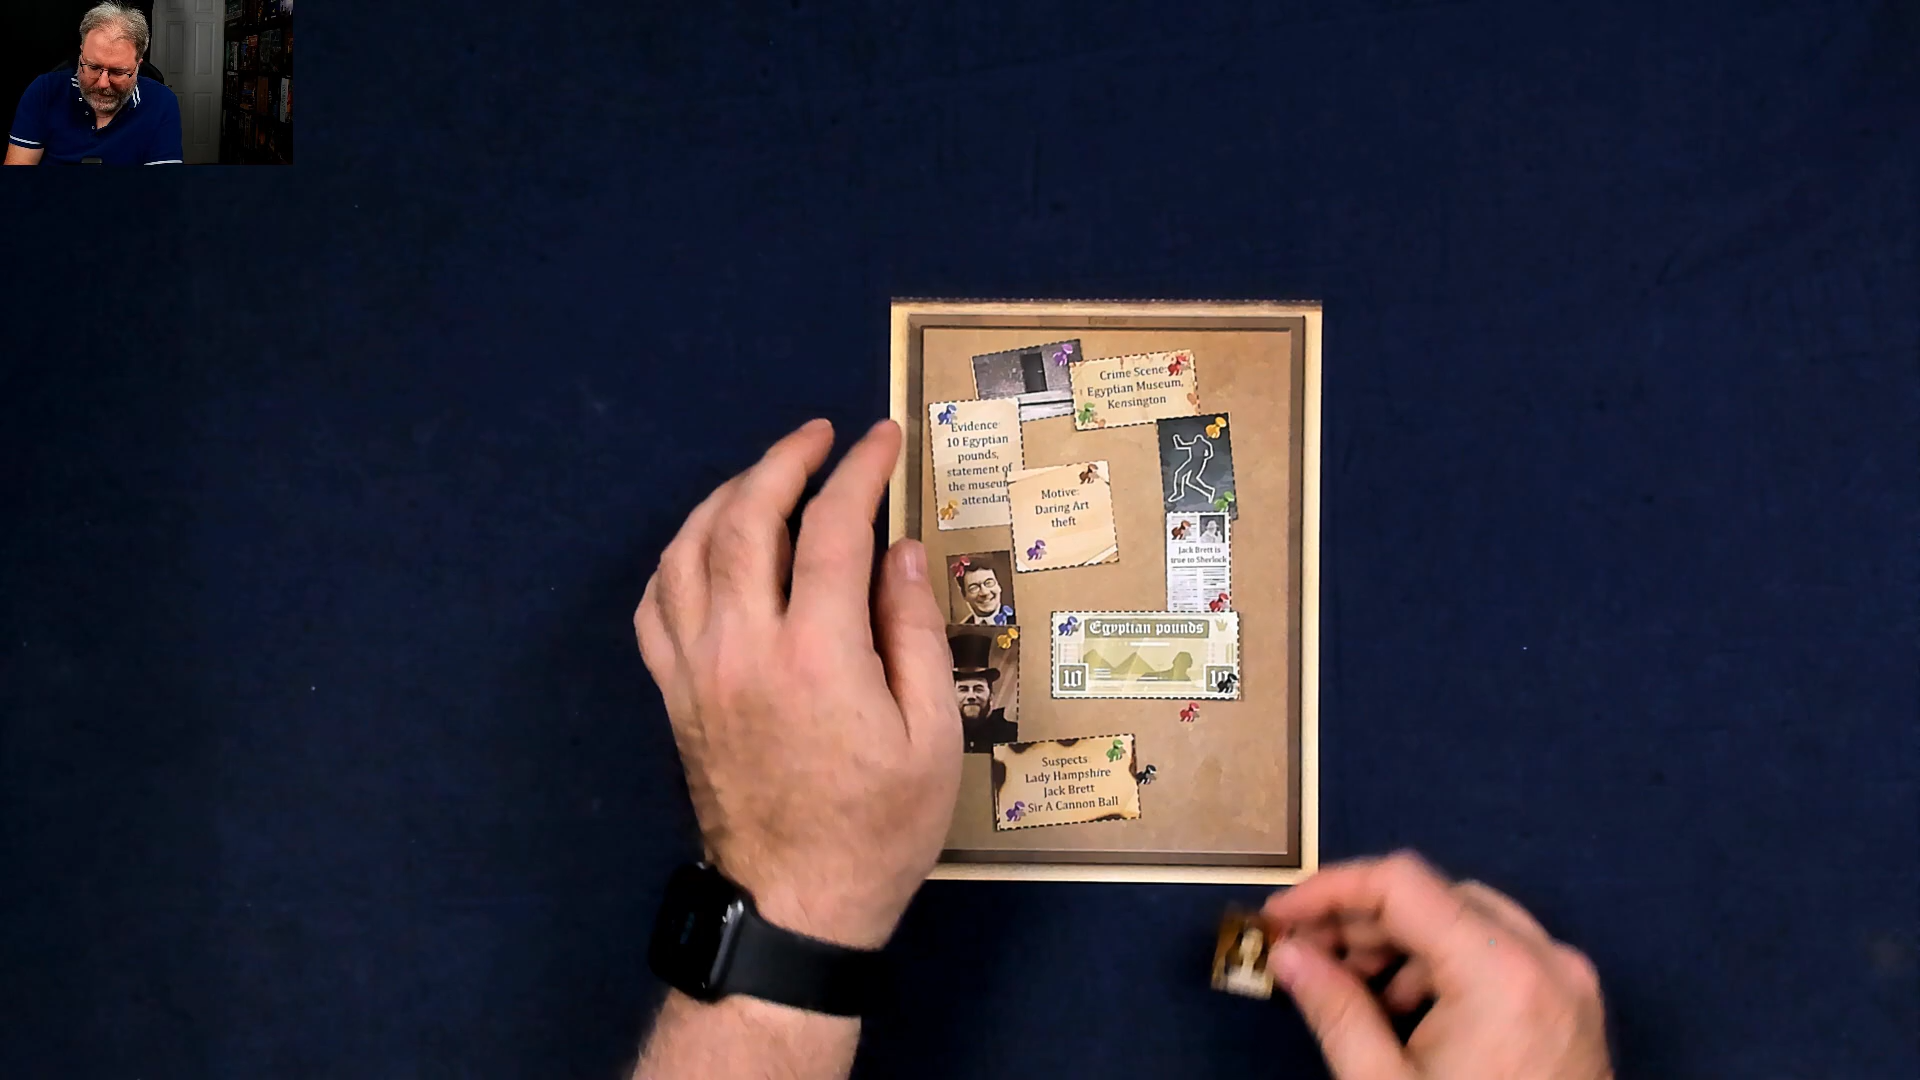 Crime Scene:
Egyptian Museum,
Kensington
Evidence:
10 Egyptian
pounds,
statement of
the museum
attendan
Motive:
Daring Art
theft
Jack Brett is
true to Sherlock
Egyptian pounds
10
10
Suspects
Lady Hampshire
Jack Brett
Sir A Cannon Ball